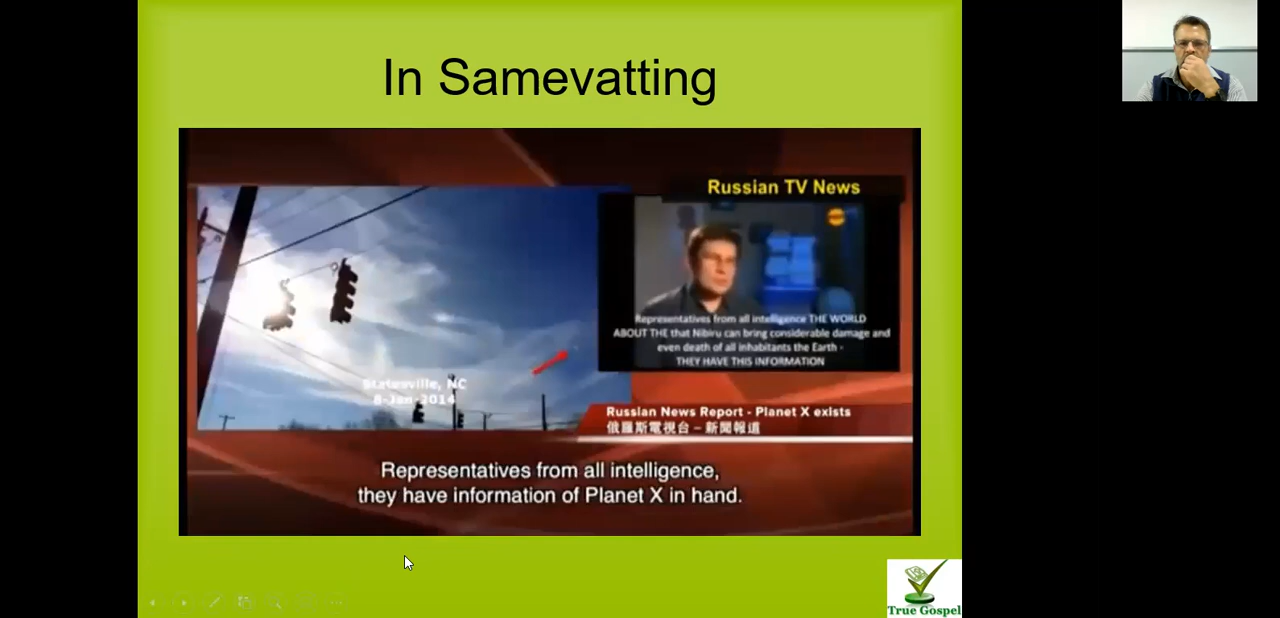 In Samevatting
Russian TV News
Representatives from all intelligence THE WORLD
ABOUT THE that Nibiru can bring considerable damage and
even death of all inhabitants the Earth -
THEY HAVE THIS INFORMATION
Statesville, NC
8-Jan-2014
Russian News Report - Planet X exists
俄羅斯電視台 – 新聞報道
Representatives from all intelligence,
they have information of Planet X in hand.
True Gospel